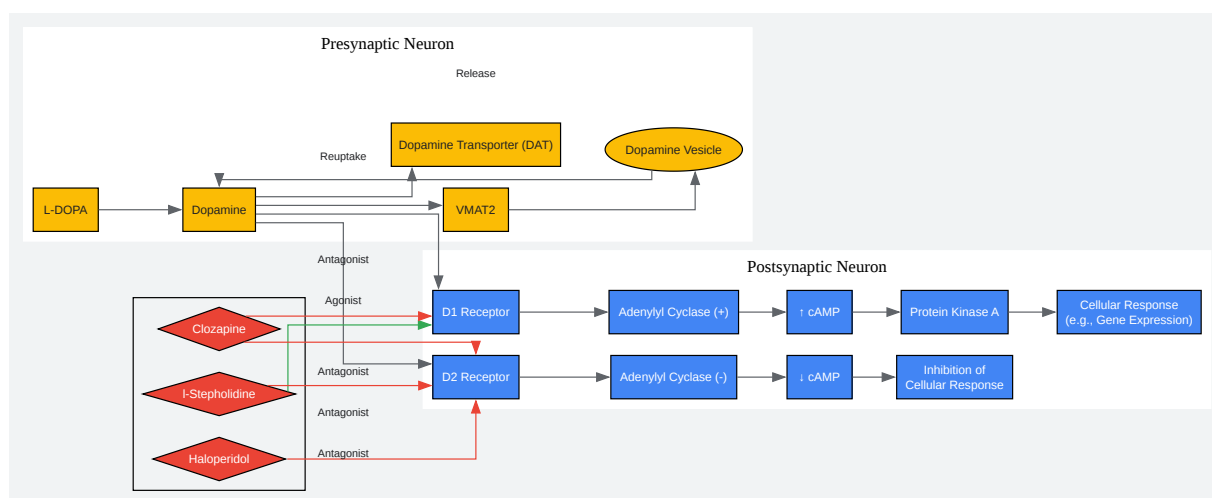 Presynaptic Neuron
Release
Dopamine Transporter (DAT)
Dopamine Vesicle
Reuptake
L-DOPA
Dopamine
VMAT2
Antagonist
Postsynaptic Neuron
Agonist
D1 Receptor
Adenylyl Cyclase (+)
↑ cAMP
Protein Kinase A
Cellular Response
(e.g., Gene Expression)
Clozapine
Antagonist
D2 Receptor
Adenylyl Cyclase (-)
↓ cAMP
Inhibition of
Cellular Response
l-Stepholidine
Antagonist
Haloperidol
Antagonist